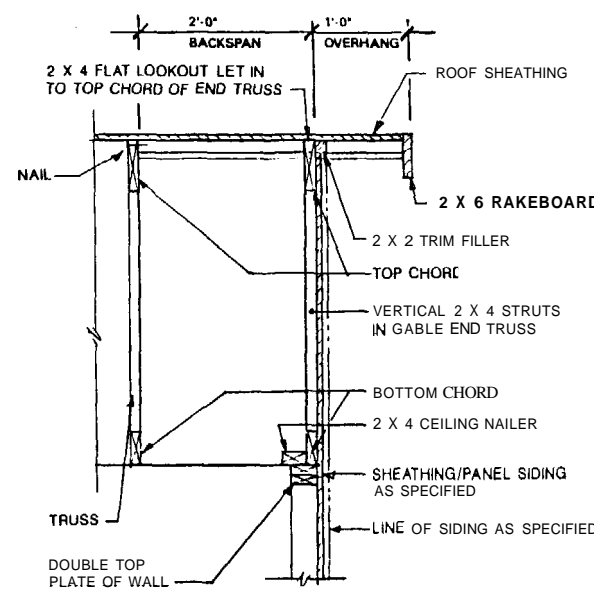 2'-0" 1'-0"
BACKSPAN OVERHANG
2 X 4 FLAT LOOKOUT LET IN
TO TOP CHORD OF END TRUSS
ROOF SHEATHING
NAIL
2 X 6 RAKEBOARD
2 X 2 TRIM FILLER
TOP CHORD
VERTICAL 2 X 4 STRUTS
IN GABLE END TRUSS
BOTTOM CHORD
2 X 4 CEILING NAILER
SHEATHING/PANEL SIDING
AS SPECIFIED
TRUSS
LINE OF SIDING AS SPECIFIED
DOUBLE TOP
PLATE OF WALL